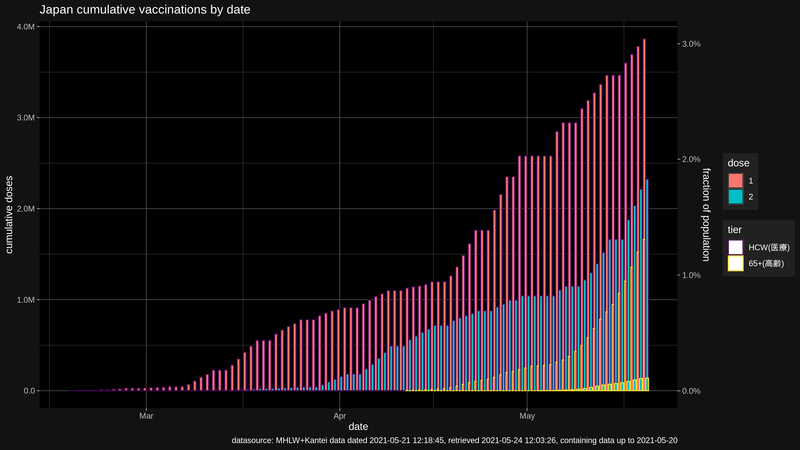 Japan cumulative vaccinations by date
4.0M
3.0M
2.0M
1.0M
0.0
cumulative doses
3.0%
2.0%
1.0%
0.0%
fraction of population
Mar
Apr
May
date
dose
1
2
tier
HCW(医療)
65+(高齢)
datasource: MHLW+Kantei data dated 2021-05-21 12:18:45, retrieved 2021-05-24 12:03:26, containing data up to 2021-05-20